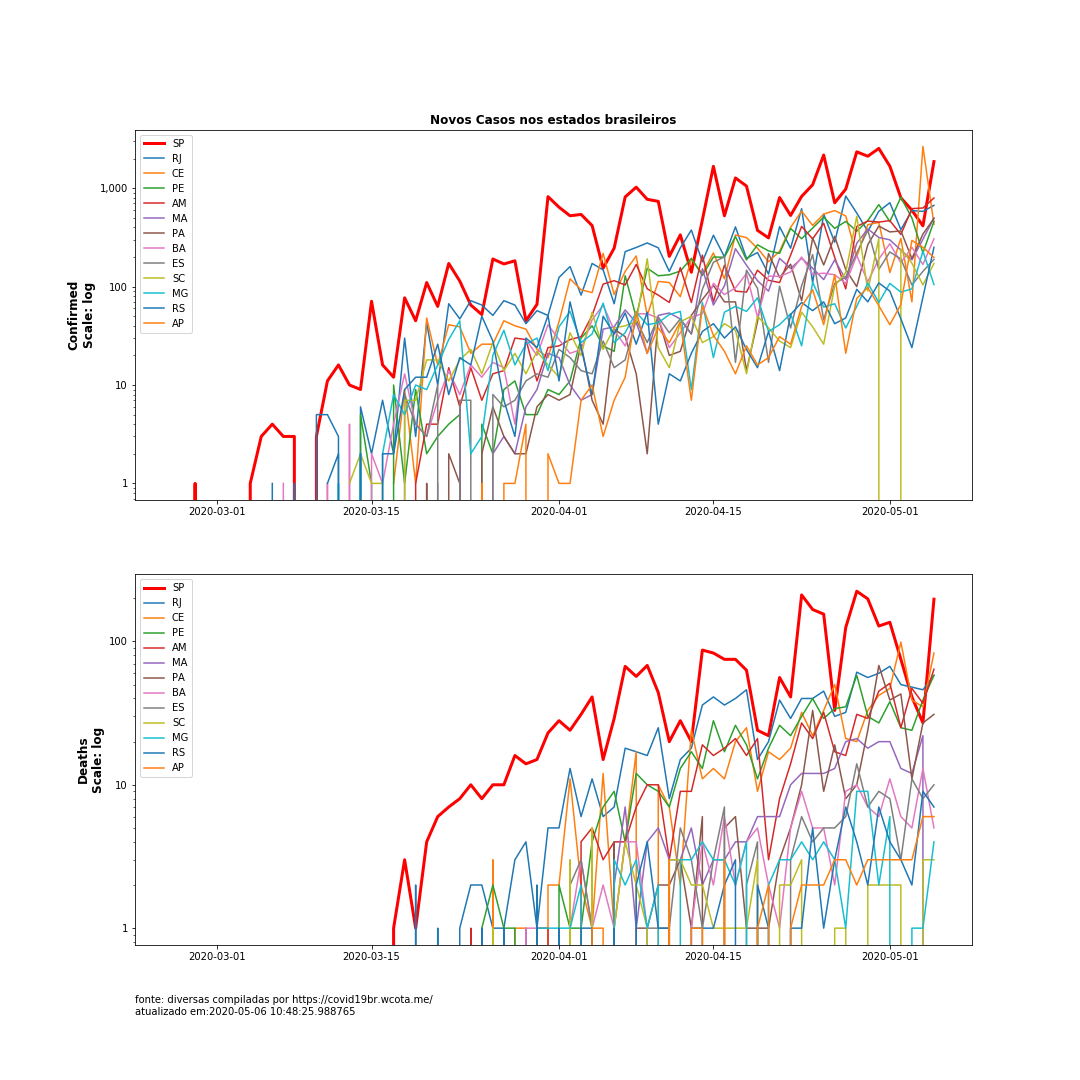 Novos Casos nos estados brasileiros
Confirmed
Scale: log
1,000
100
10
1
SP
RJ
CE
PE
AM
MA
PA
BA
ES
SC
MG
RS
AP
2020-03-01
2020-03-15
2020-04-01
2020-04-15
2020-05-01
Deaths
Scale: log
100
10
1
SP
RJ
CE
PE
AM
MA
PA
BA
ES
SC
MG
RS
AP
2020-03-01
2020-03-15
2020-04-01
2020-04-15
2020-05-01
fonte: diversas compiladas por https://covid19br.wcota.me/
atualizado em:2020-05-06 10:48:25.988765